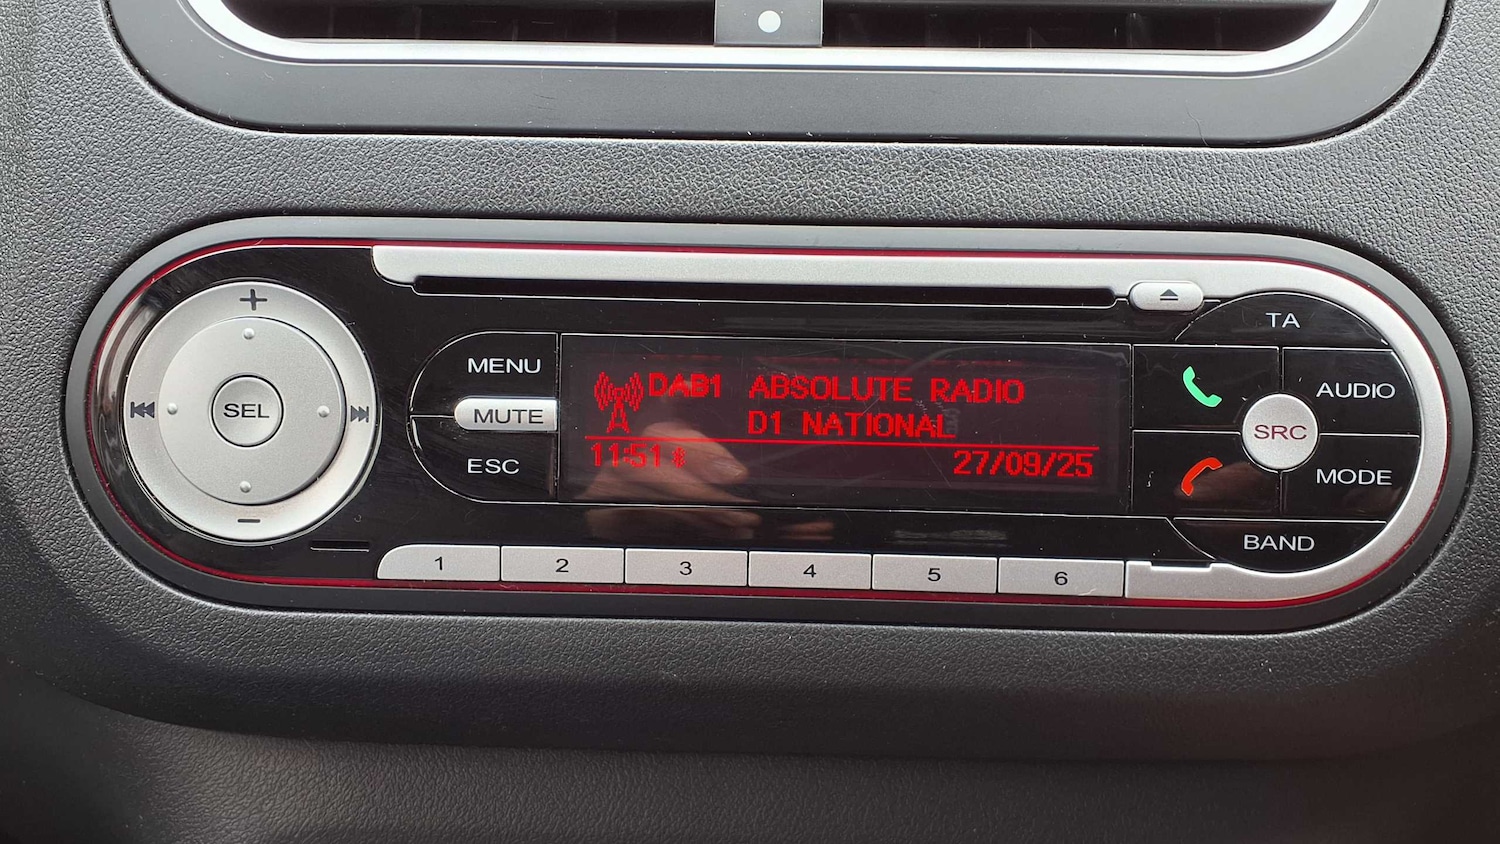 +
TA
MENU
DAB1 ABSOLUTE RADIO
AUDIO
SEL
MUTE
D1 NATIONAL
SRC
ESC
11:51
27/09/25
MODE
−
BAND
1 2 3 4 5 6